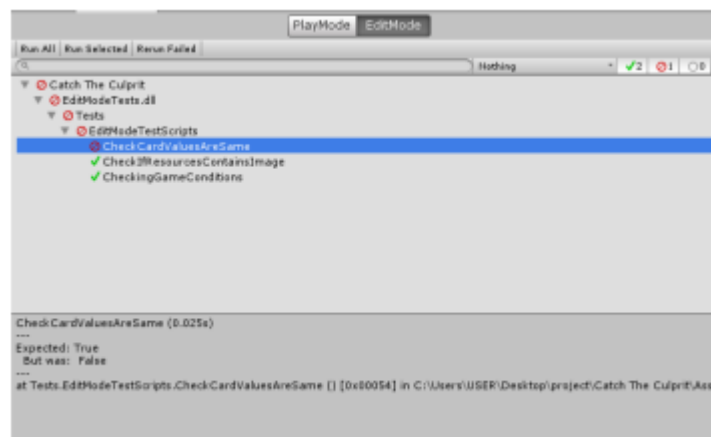 PlayMode EditMode
Run All Run Selected Rerun Failed
Nothing 2 1 0
Catch The Culprit
EditModeTests.dll
Tests
EditModeTestScripts
CheckCardValuesAreSame
CheckIfResourcesContainsImage
CheckingGameConditions
CheckCardValuesAreSame (0.025s)
---
Expected: True
But was: False
---
at Tests.EditModeTestScripts.CheckCardValuesAreSame () [0x00054] in C:\Users\USER\Desktop\project\Catch The Culprit\Ass